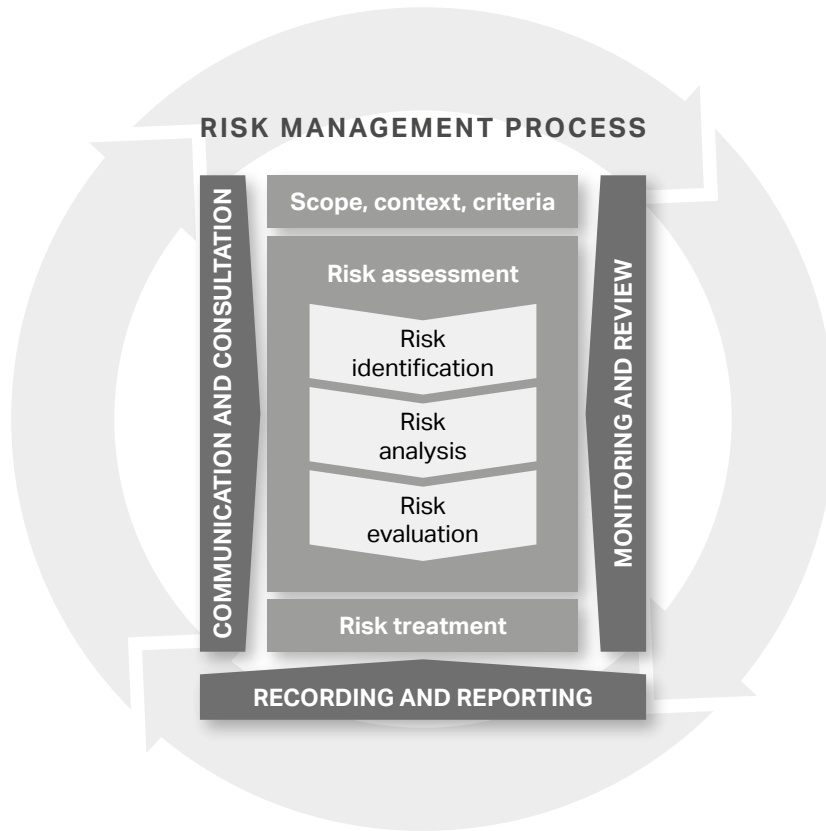 RISK MANAGEMENT PROCESS
COMMUNICATION AND CONSULTATION
Scope, context, criteria
Risk assessment
Risk
identification
Risk
analysis
Risk
evaluation
Risk treatment
MONITORING AND REVIEW
RECORDING AND REPORTING